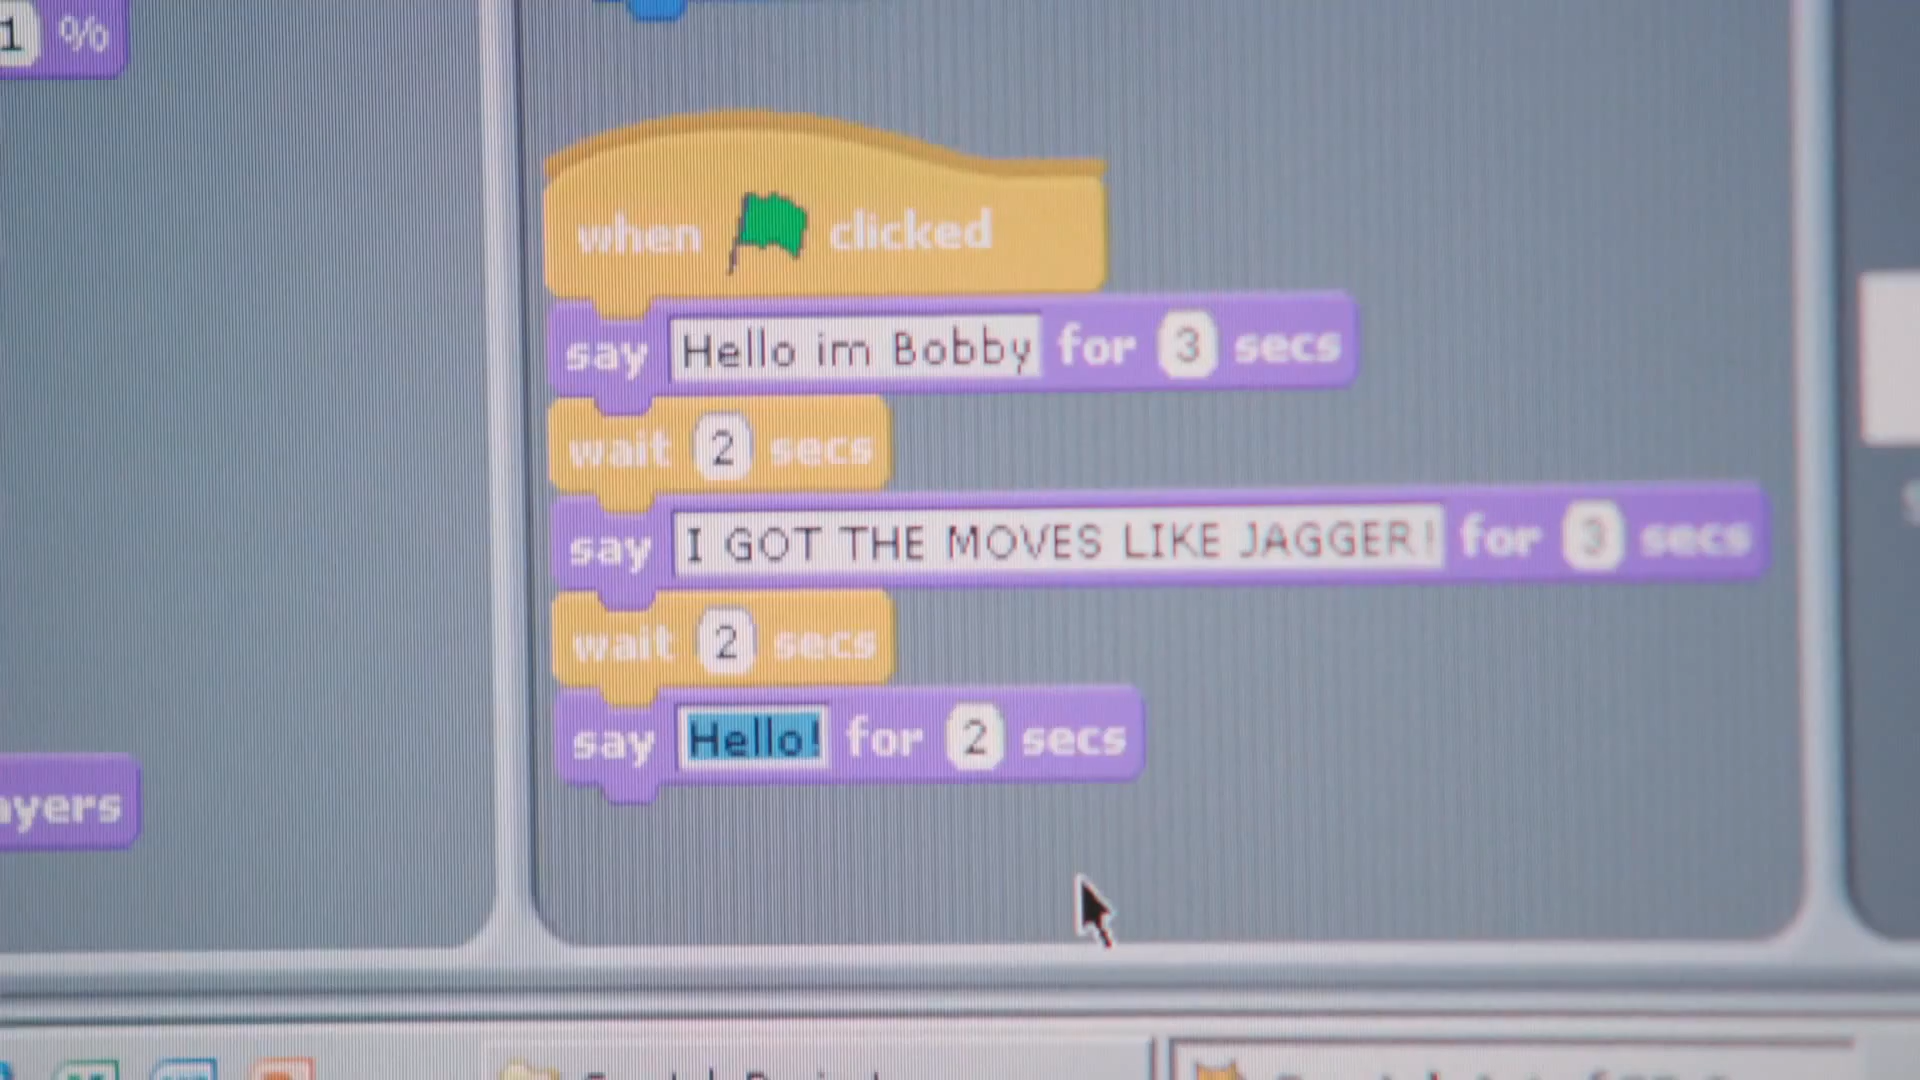 1 %
when clicked
say Hello im Bobby for 3 secs
wait 2 secs
say I GOT THE MOVES LIKE JAGGER! for 3 secs
wait 2 secs
say Hello! for 2 secs
ayers